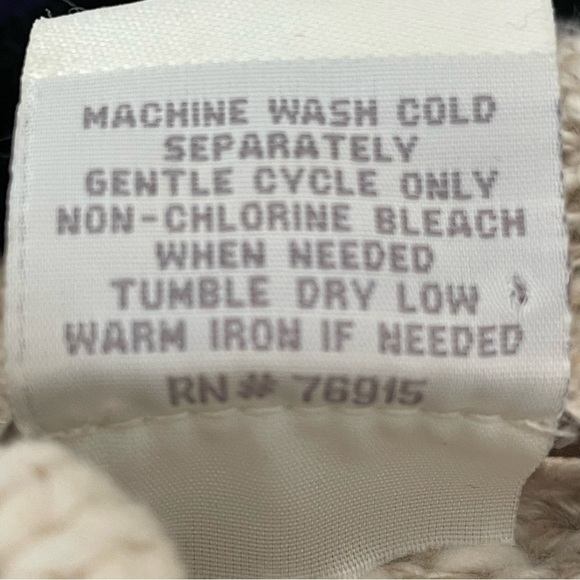 MACHINE WASH COLD
SEPARATELY
GENTLE CYCLE ONLY
NON-CHLORINE BLEACH
WHEN NEEDED
TUMBLE DRY LOW
WARM IRON IF NEEDED
RN# 76915